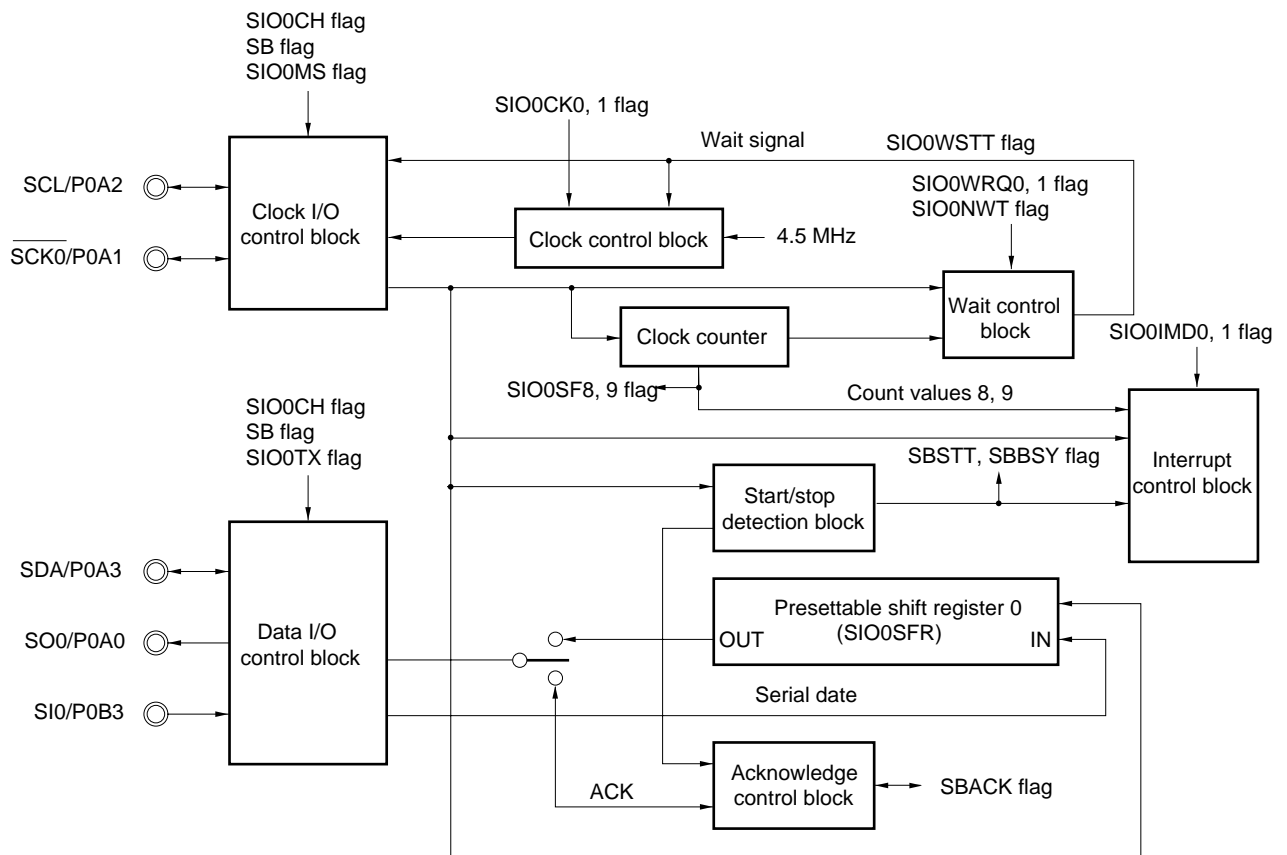 SIO0CH flag
SB flag
SIO0MS flag
SIO0CK0, 1 flag
Wait signal
SIO0WSTT flag
SCL/P0A2
SIO0WRQ0, 1 flag
SIO0NWT flag
Clock I/O
control block
Clock control block
4.5 MHz
SCK0/P0A1
Wait control
block
Clock counter
SIO0IMD0, 1 flag
SIO0SF8, 9 flag
Count values 8, 9
SIO0CH flag
SB flag
SIO0TX flag
SBSTT, SBBSY flag
Interrupt
control block
Start/stop
detection block
SDA/P0A3
Presettable shift register 0
(SIO0SFR)
OUT
IN
SO0/P0A0
Data I/O
control block
Serial date
SI0/P0B3
Acknowledge
control block
ACK
SBACK flag